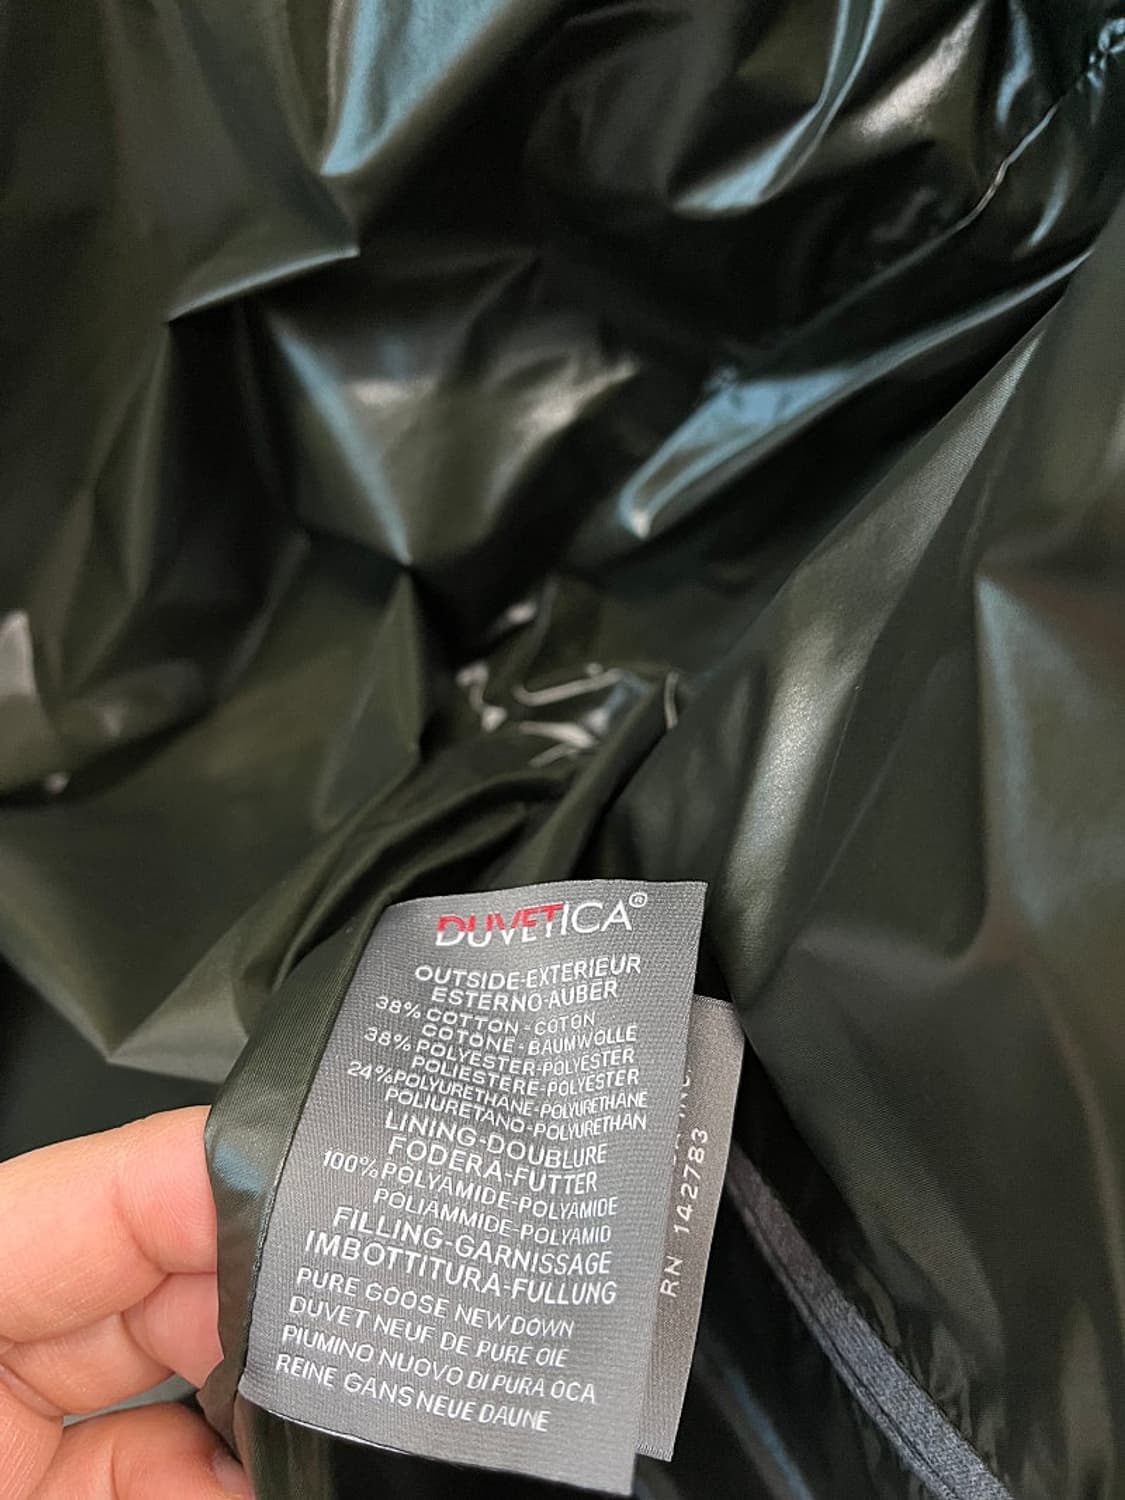 DUVETICA®
OUTSIDE-EXTERIEUR
ESTERNO-AUBER
38% COTTON-COTON
COTONE-BAUMWOLLE
38% POLYESTER-POLYESTER
POLIESTERE-POLYESTER
24%POLYURETHANE-POLYURETHANE
POLIURETANO-POLYURETHAN
LINING-DOUBLURE
FODERA-FUTTER
100%POLYAMIDE-POLYAMIDE
POLIAMMIDE-POLYAMID
FILLING-GARNISSAGE
IMBOTTITURA-FULLUNG
PURE GOOSE NEW DOWN
DUVET NEUF DE PURE OIE
PIUMINO NUOVO DI PURA OCA
REINE GANS NEUE DAUNE
RN 142783